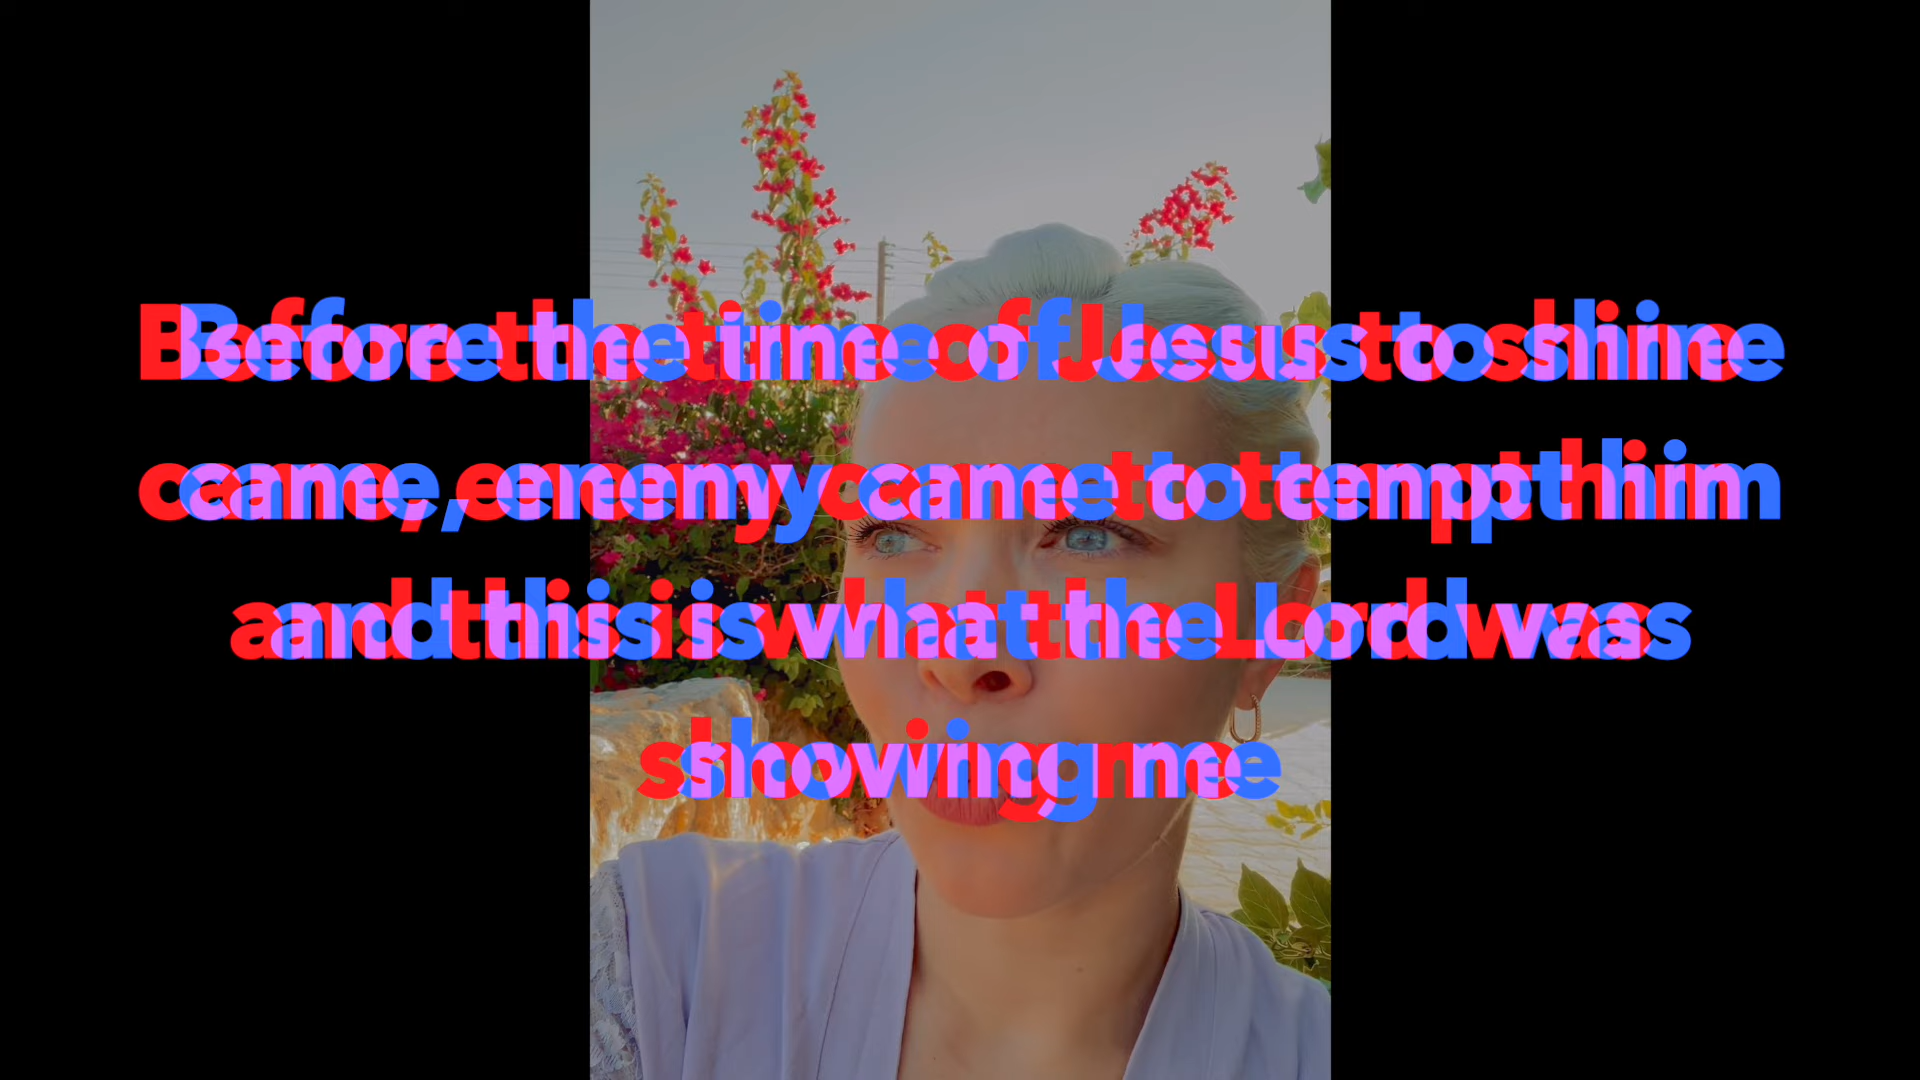 Before the time of Jesus to shine
came, enemy came to tempt him
and this is what the Lord was
showing me